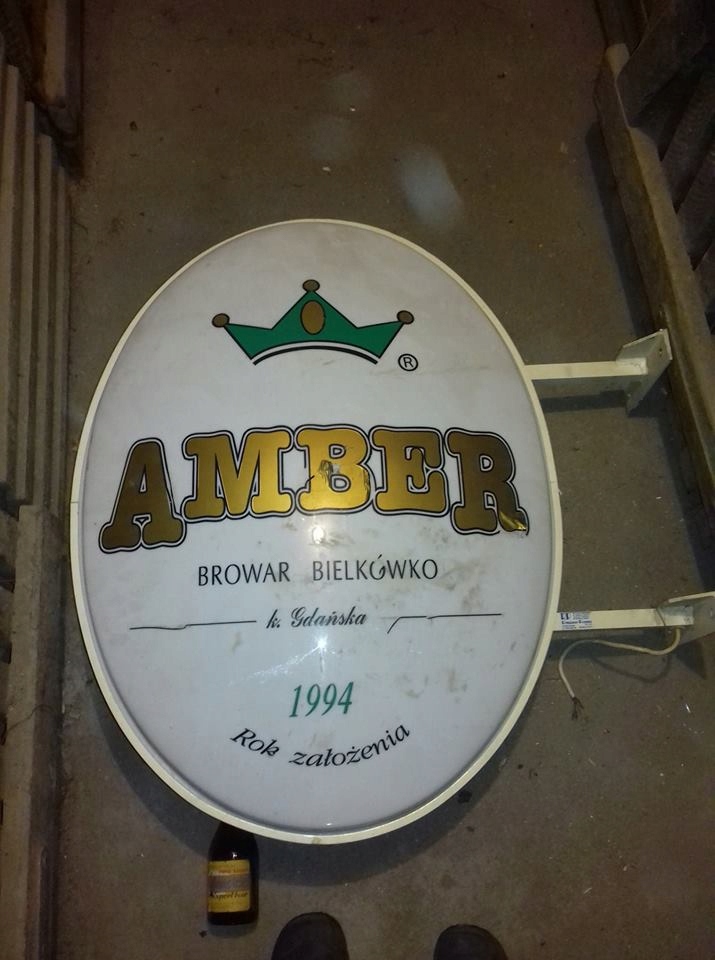 ®
AMBER
BROWAR BIELKÓWKO
k. Gdańska
1994
Rok założenia